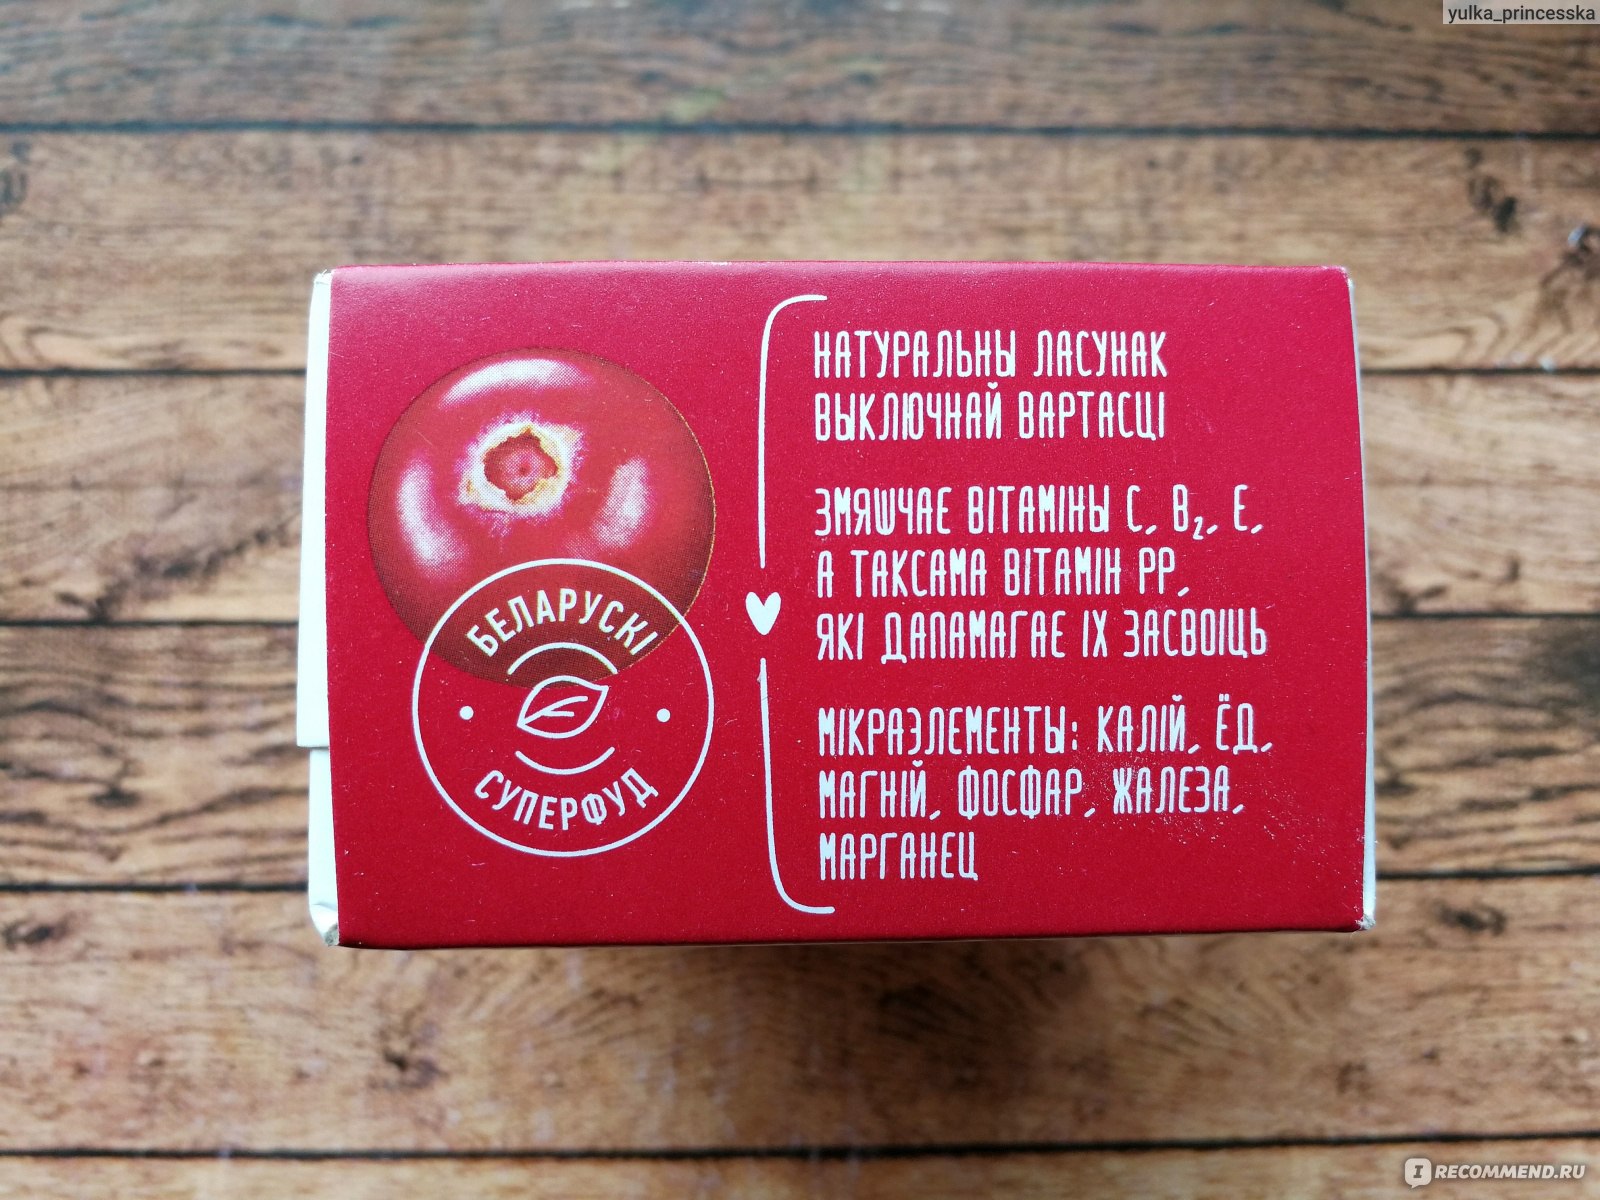 yulka_princesska
НАТУРАЛЬНЫ ЛАСУНАК
ВЫКЛЮЧНАЙ ВАРТАСЦІ
ЗМЯШЧАЕ ВІТАМІНЫ С, В₂, Е,
А ТАКСАМА ВІТАМІН РР,
ЯКІ ДАПАМАГАЕ ІХ ЗАСВОІЦЬ
МІКРАЭЛЕМЕНТЫ: КАЛІЙ, ЁД,
МАГНІЙ, ФОСФАР, ЖАЛЕЗА,
МАРГАНЕЦ
БЕЛАРУСКІ
СУПЕРФУД
IRECOMMEND.RU